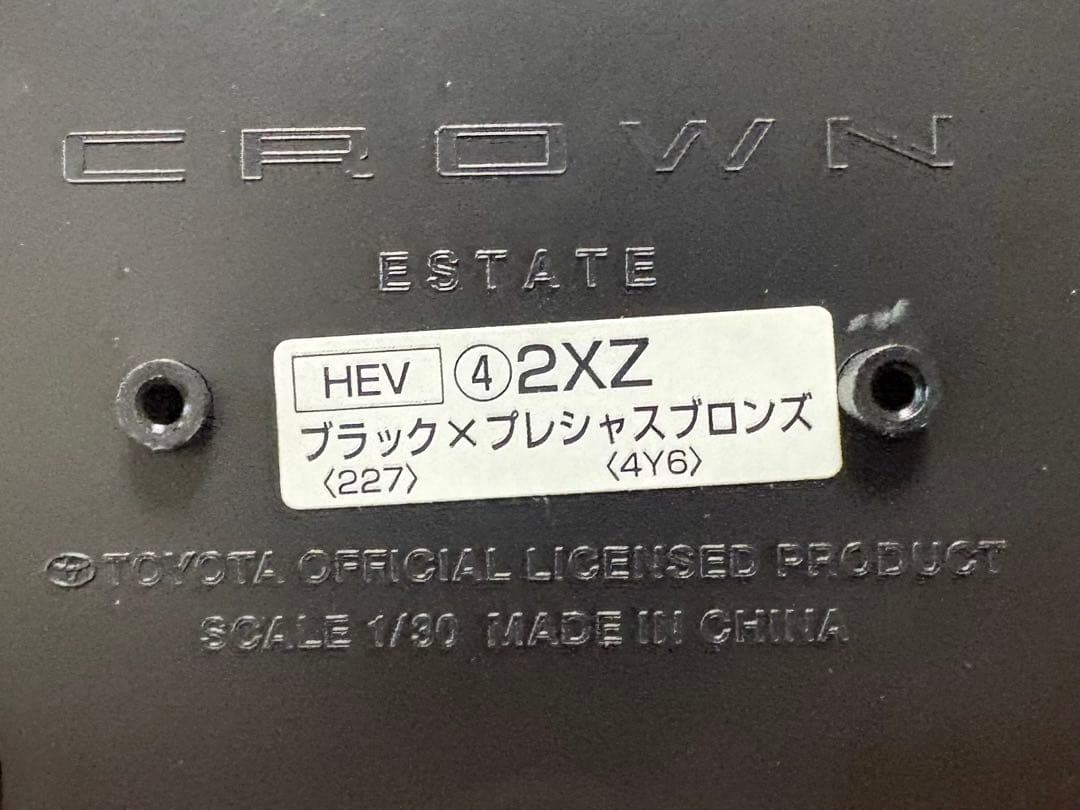 CROWN
ESTATE
HEV ④2XZ
ブラック×プレシャスブロンズ
〈227〉 〈4Y6〉
TOYOTA OFFICIAL LICENSED PRODUCT
SCALE 1/30 MADE IN CHINA